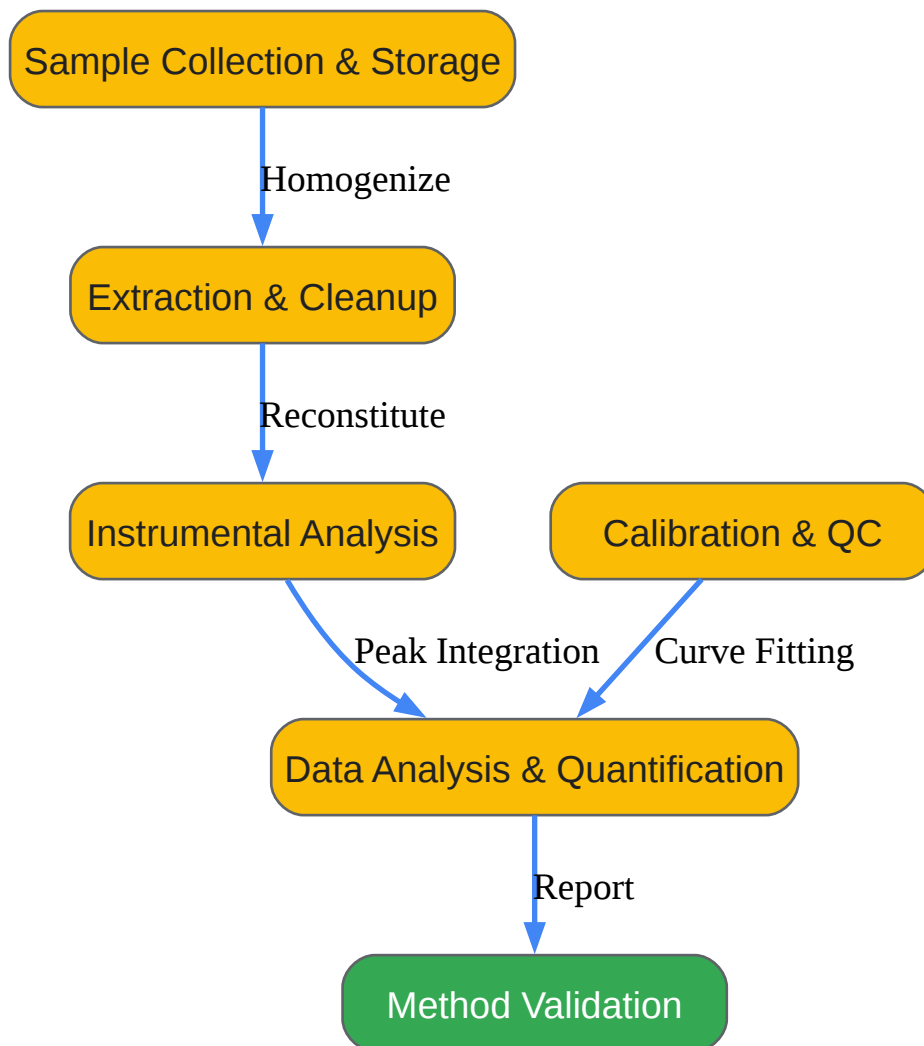 Sample Collection & Storage
Homogenize
Extraction & Cleanup
Reconstitute
Instrumental Analysis
Calibration & QC
Peak Integration
Curve Fitting
Data Analysis & Quantification
Report
Method Validation